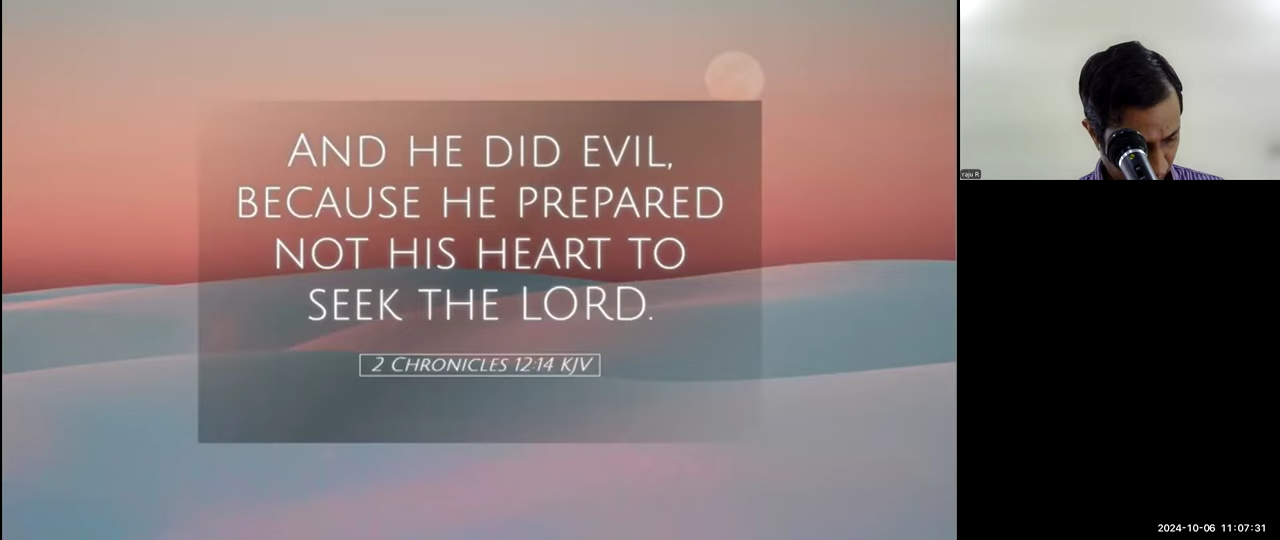 AND HE DID EVIL,
BECAUSE HE PREPARED
NOT HIS HEART TO
SEEK THE LORD.
2 CHRONICLES 12:14 KJV
raju R
2024-10-06 11:07:31